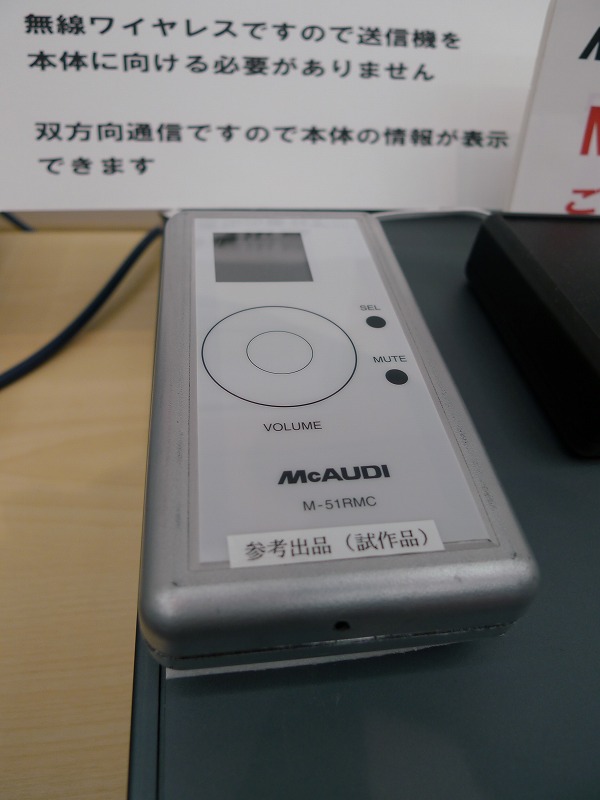 無線ワイヤレスですので送信機を
本体に向ける必要がありません
双方向通信ですので本体の情報が表示
できます
SEL
MUTE
VOLUME
McAUDI
M-51RMC
参考出品（試作品）